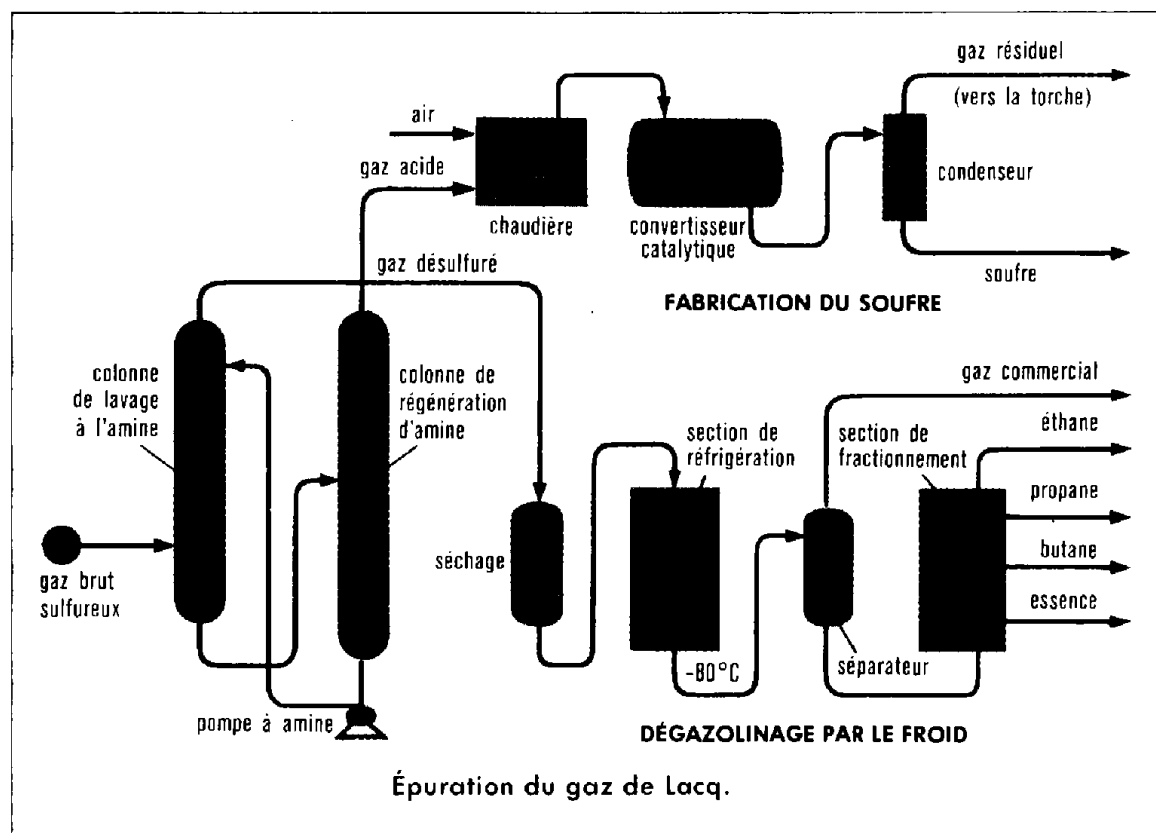 gaz résiduel
(vers la torche)
air
gaz acide
condenseur
chaudière
convertisseur
catalytique
gaz désulfuré
soufre
FABRICATION DU SOUFRE
colonne
de lavage
à l'amine
colonne de
régénération
d'amine
gaz commercial
éthane
section de
réfrigération
section de
fractionnement
propane
séchage
butane
gaz brut
sulfureux
essence
-80°C
séparateur
pompe à amine
DÉGAZOLINAGE PAR LE FROID
Épuration du gaz de Lacq.